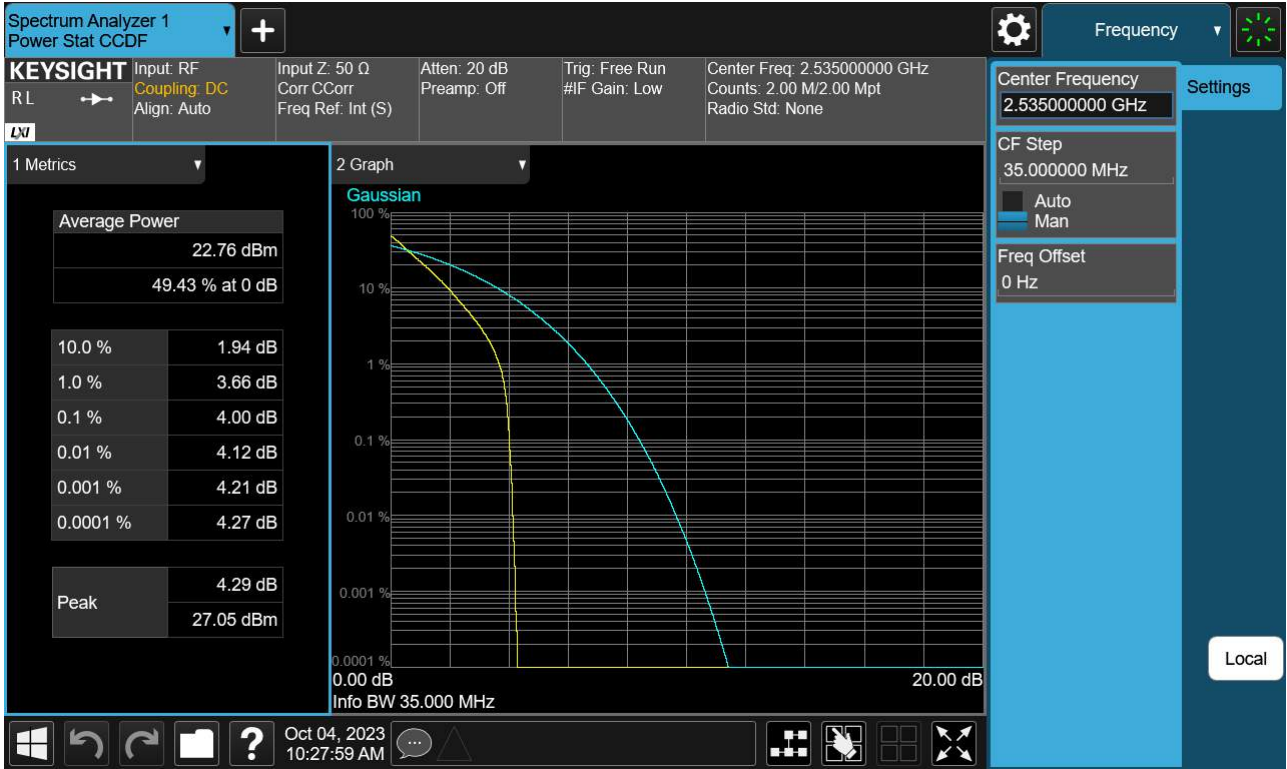 Spectrum Analyzer 1
Power Stat CCDF
Frequency
KEYSIGHT
R L
LXI
Input: RF
Coupling: DC
Align: Auto
Input Z: 50 Ω
Corr CCorr
Freq Ref: Int (S)
Atten: 20 dB
Preamp: Off
Trig: Free Run
#IF Gain: Low
Center Freq: 2.535000000 GHz
Counts: 2.00 M/2.00 Mpt
Radio Std: None
Center Frequency
2.535000000 GHz
Settings
CF Step
35.000000 MHz
Auto
Man
Freq Offset
0 Hz
1 Metrics
Average Power
22.76 dBm
49.43 % at 0 dB
10.0 % 1.94 dB
1.0 % 3.66 dB
0.1 % 4.00 dB
0.01 % 4.12 dB
0.001 % 4.21 dB
0.0001 % 4.27 dB
Peak
4.29 dB
27.05 dBm
2 Graph
Gaussian
100 %
10 %
1 %
0.1 %
0.01 %
0.001 %
0.0001 %
0.00 dB 20.00 dB
Info BW 35.000 MHz
Local
?
Oct 04, 2023
10:27:59 AM